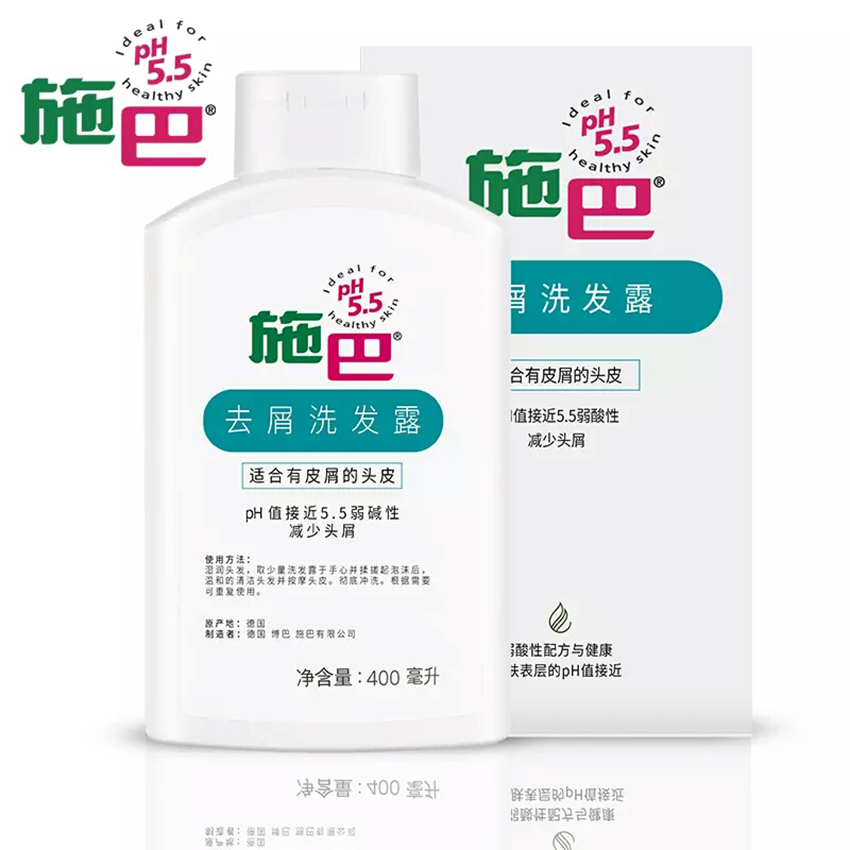 施巴®
Ideal for
pH
5.5
healthy skin
施巴®
Ideal for
pH
5.5
healthy skin
屑洗发露
合有皮屑的头皮
值接近5.5弱酸性
减少头屑
弱酸性配方与健康
肤表层的pH值接近
施巴®
Ideal for
pH
5.5
healthy skin
去屑洗发露
适合有皮屑的头皮
pH值接近5.5弱碱性
减少头屑
使用方法:
湿润头发,取少量洗发露于手心并揉搓起泡沫后,
温和的清洁头发并按摩头皮。彻底冲洗。根据需要
可重复使用。
原产地:德国
制造者:德国 博巴 施巴有限公司
净含量:400 毫升